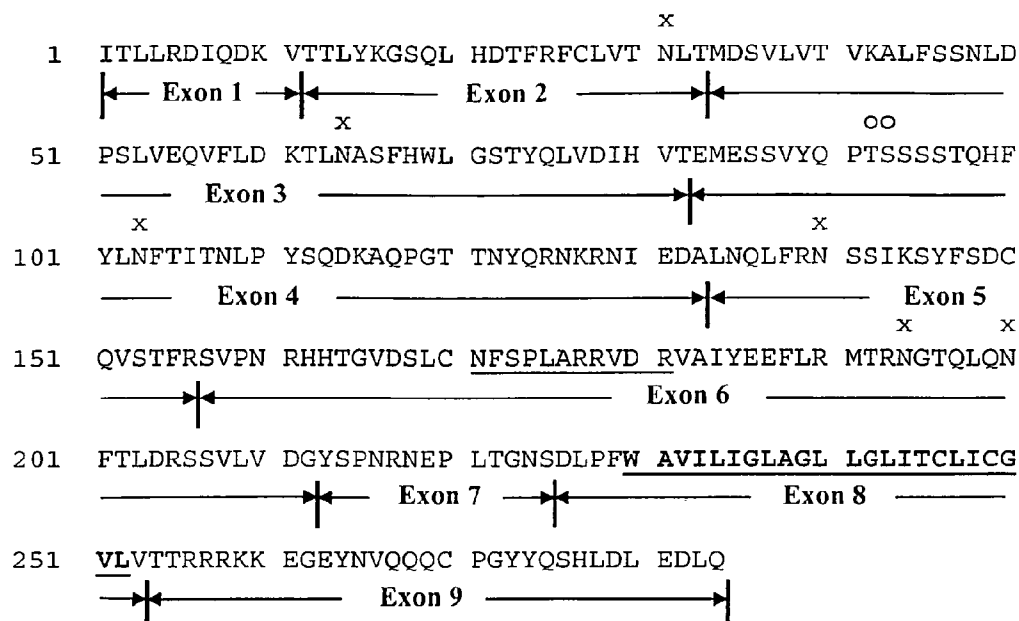 x
1 ITLLRDIQDK VTTLYKGSQL HDTFRFCLVT NLTMDSVLVT VKALFSSNLD
Exon 1 Exon 2
x oo
51 PSLVEQVFLD KTLNASFHWL GSTYQLVDIH VTEMESSVYQ PTSSSSTQHF
Exon 3
x x
101 YLNFTITNLP YSQDKAQPGT TNYQRNKRNI EDALNQLFRN SSIKSYFSDC
Exon 4 Exon 5
x x
151 QVSTFRSVPN RHHTGVDSLC NFSPLARRVD RVAIYEEFLR MTRNGTQLQN
Exon 6
201 FTLDRSSVLV DGYSPNRNEP LTGNSDLPFW AVILIGLAGL LGLITCLICG
Exon 7 Exon 8
251 VLVTTRRRKK EGEYNVQQQC PGYYQSHLDL EDLQ
Exon 9